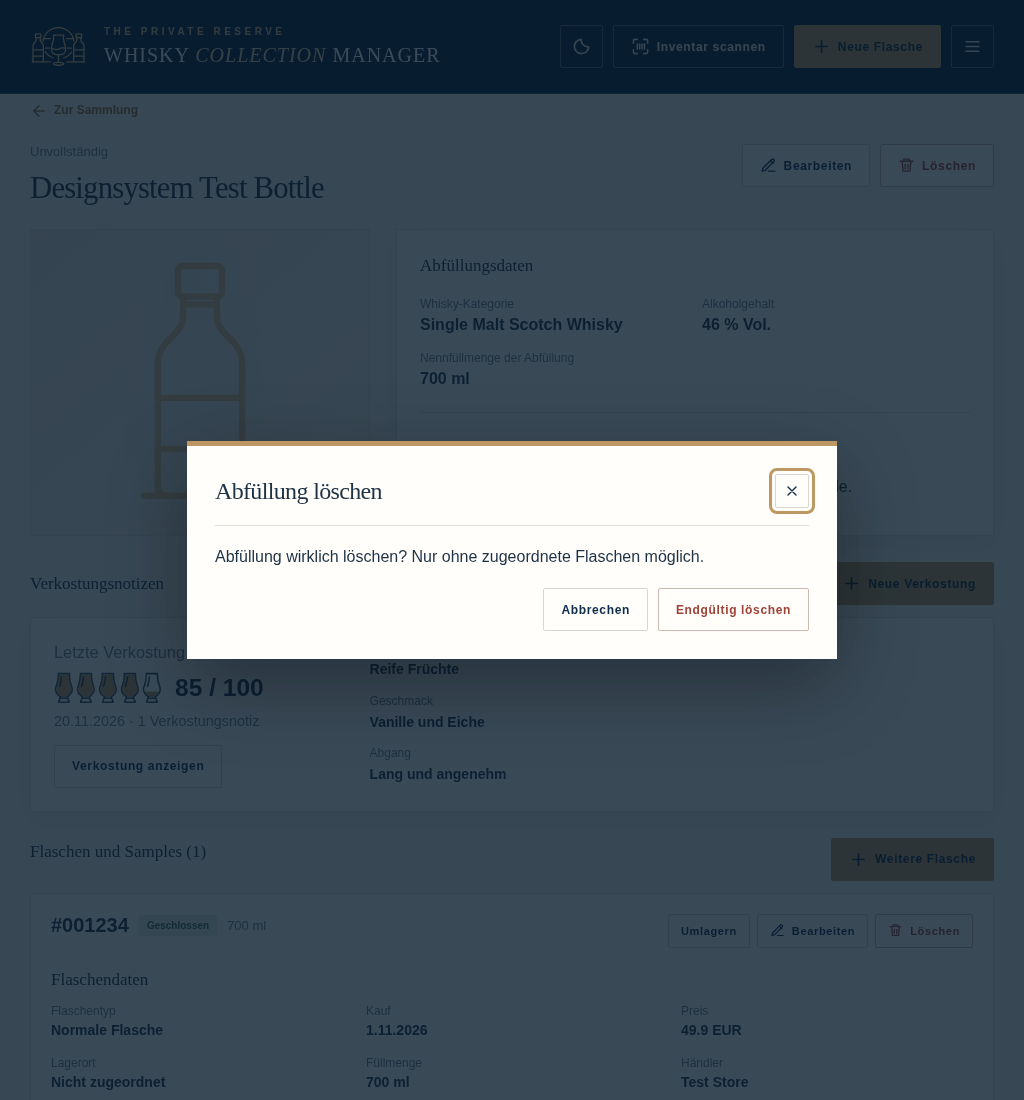 THE PRIVATE RESERVE
WHISKY COLLECTION MANAGER
Inventar scannen
Neue Flasche
Zur Sammlung
Unvollständig
Designsystem Test Bottle
Bearbeiten
Löschen
Abfüllungsdaten
Whisky-Kategorie
Single Malt Scotch Whisky
Alkoholgehalt
46 % Vol.
Nennfüllmenge der Abfüllung
700 ml
Abfüllung löschen
Abfüllung wirklich löschen? Nur ohne zugeordnete Flaschen möglich.
Abbrechen
Endgültig löschen
Verkostungsnotizen
Neue Verkostung
Letzte Verkostung
85 / 100
20.11.2026 · 1 Verkostungsnotiz
Verkostung anzeigen
Reife Früchte
Geschmack
Vanille und Eiche
Abgang
Lang und angenehm
Flaschen und Samples (1)
Weitere Flasche
#001234
Geschlossen
700 ml
Umlagern
Bearbeiten
Löschen
Flaschendaten
Flaschentyp
Normale Flasche
Kauf
1.11.2026
Preis
49.9 EUR
Lagerort
Nicht zugeordnet
Füllmenge
700 ml
Händler
Test Store